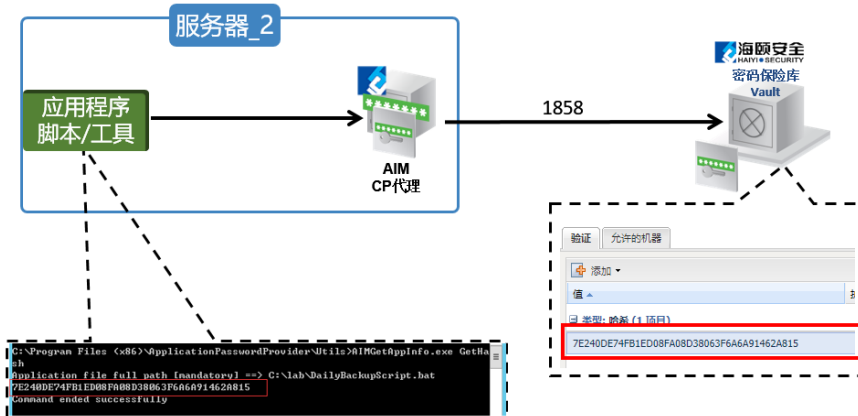 服务器_2
海颐安全
HAIYI SECURITY
密码保险库
Vault
应用程序
脚本/工具
1858
AIM
CP代理
验证
允许的机器
添加
值
类型: 哈希 (1 项目)
7E240DE74FB1ED08FA08D38063F6A6A91462A815
C:\Program Files (x86)\ApplicationPasswordProvider\Utils>AIMGetAppInfo.exe GetHa
sh
Application file full path [mandatory] ==> C:\lab\DailyBackupScript.bat
7E240DE74FB1ED08FA08D38063F6A6A91462A815
Command ended successfully